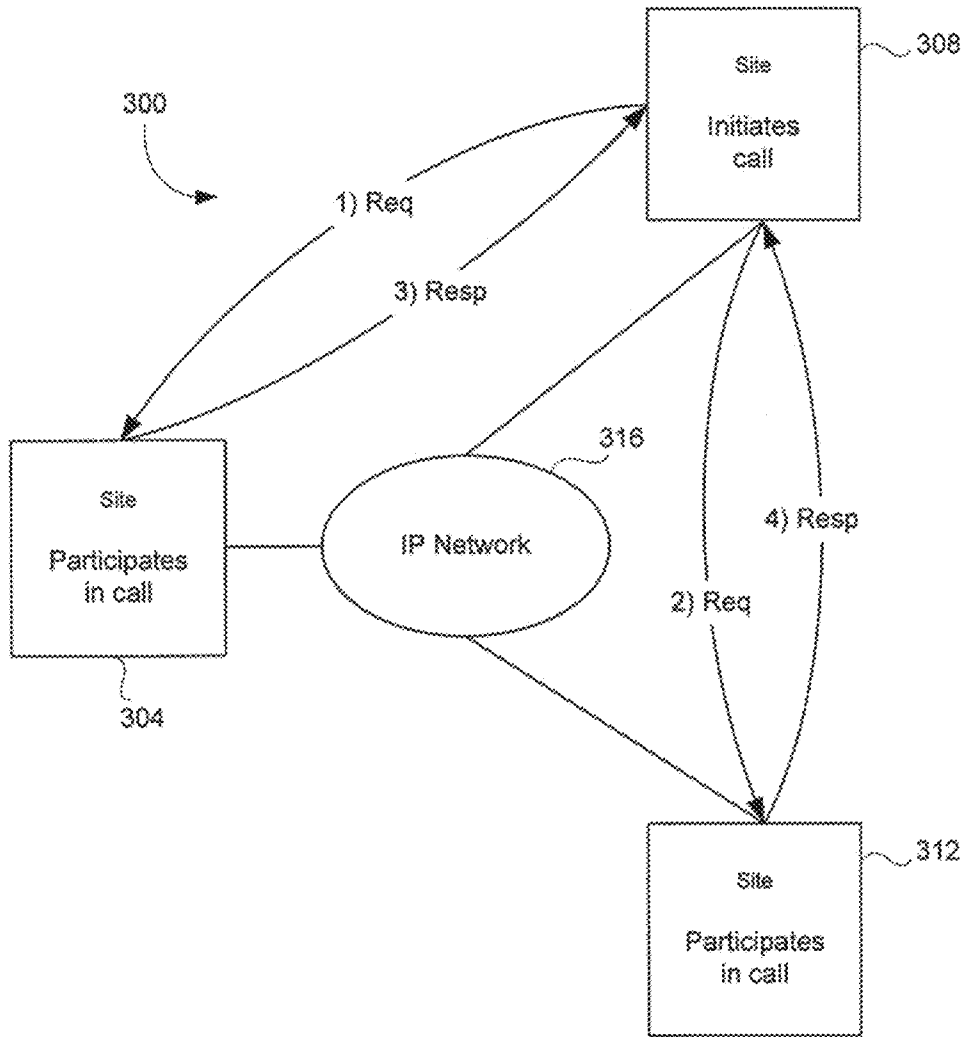 308
Site
Initiates
call
300
1) Req
3) Resp
316
Site
Participates
in call
IP Network
4) Resp
2) Req
304
312
Site
Participates
in call